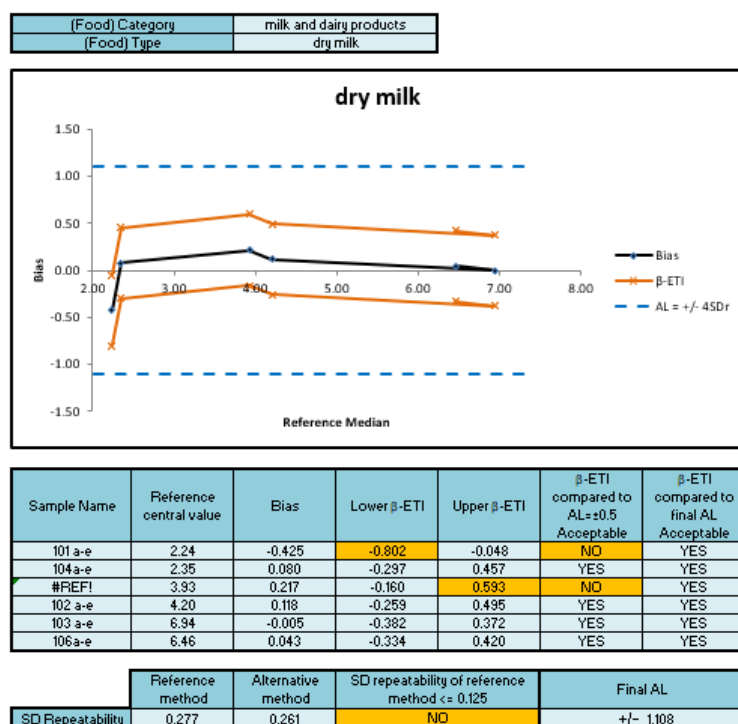 (Food) Category milk and dairy products
(Food) Type dry milk
dry milk
1.50
1.00
0.50
0.00
2.00 3.00 4.00 5.00 6.00 7.00 8.00
-0.50
-1.00
-1.50
Bias
Reference Median
Bias
β-ETI
AL = +/- 4SDr
Sample Name Reference central value Bias Lower β-ETI Upper β-ETI β-ETI compared to AL=±0.5 Acceptable β-ETI compared to final AL Acceptable
101 a-e 2.24 -0.425 -0.802 -0.048 NO YES
104a-e 2.35 0.080 -0.297 0.457 YES YES
#REF! 3.93 0.217 -0.160 0.593 NO YES
102 a-e 4.20 0.118 -0.259 0.495 YES YES
103 a-e 6.94 -0.005 -0.382 0.372 YES YES
106a-e 6.46 0.043 -0.334 0.420 YES YES
Reference method Alternative method SD repeatability of reference method <= 0.125 Final AL
SD Repeatability 0.277 0.261 NO +/- 1.108